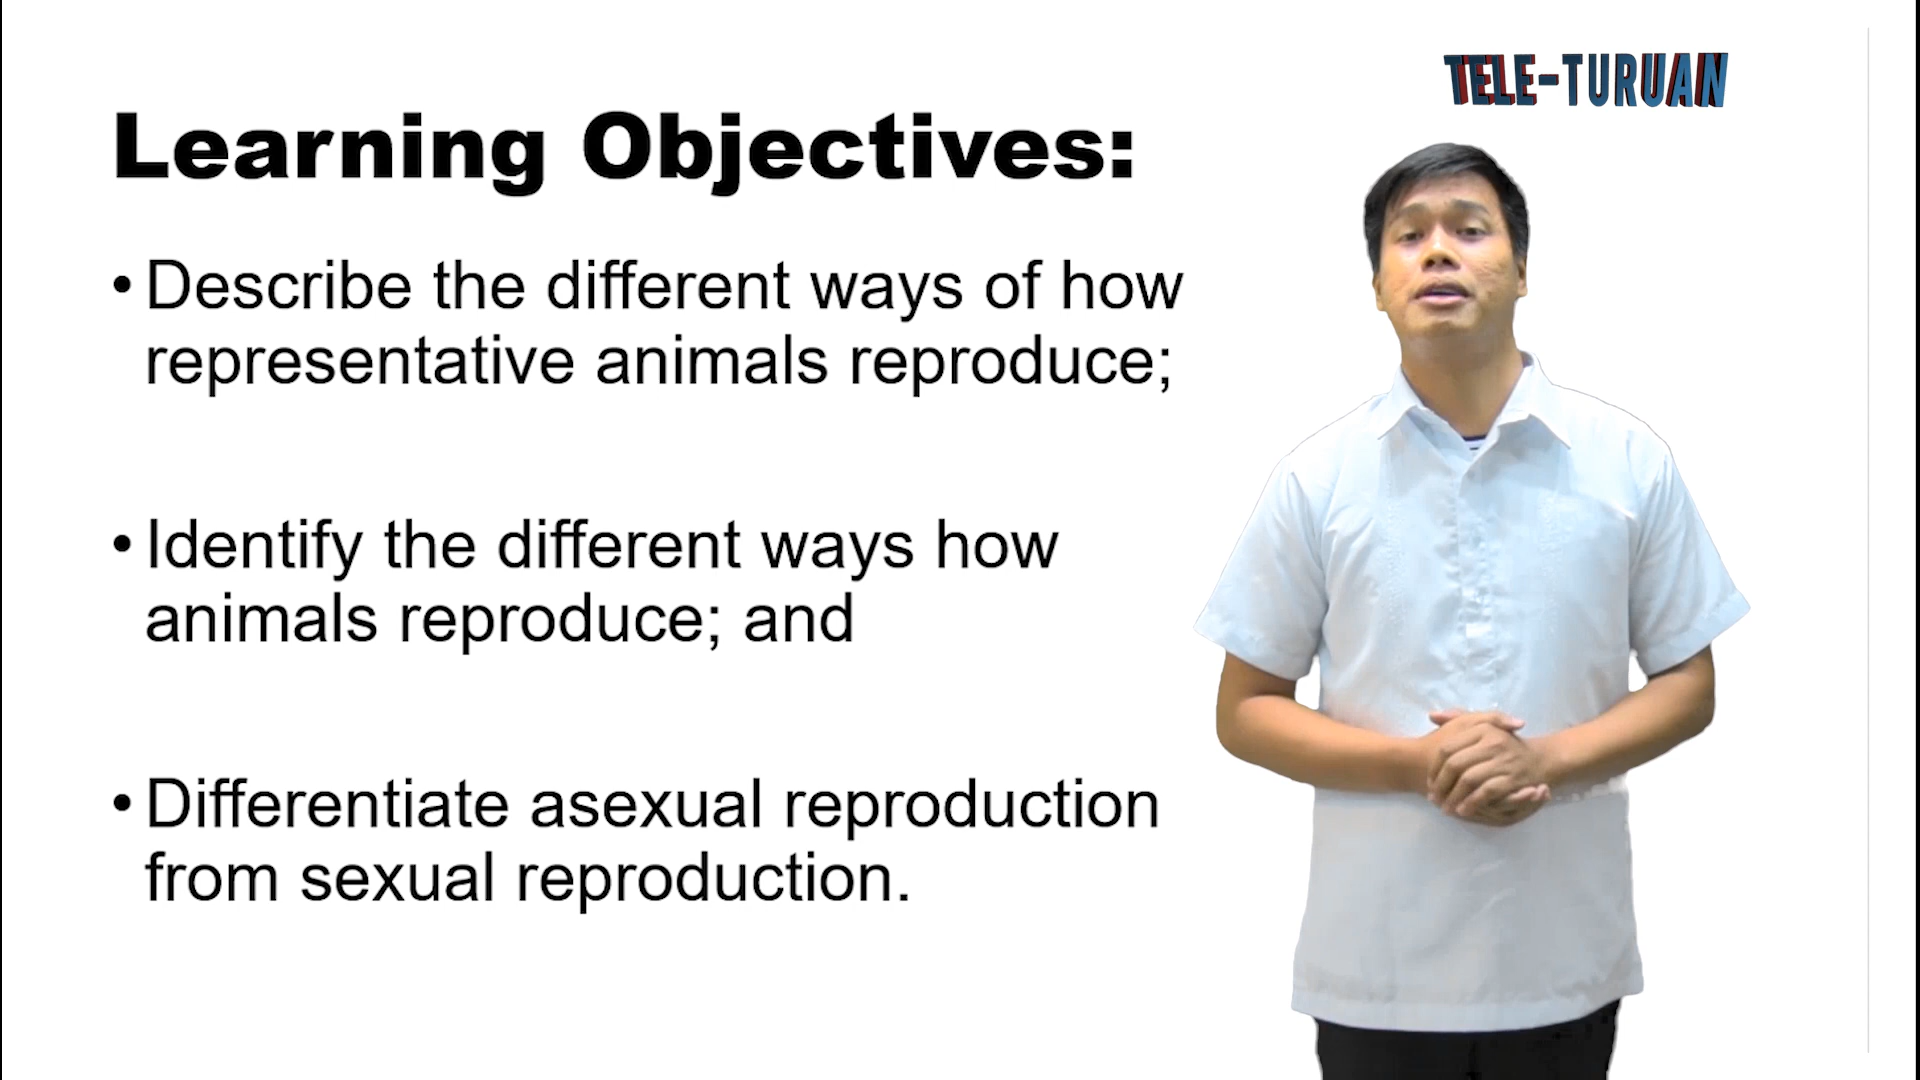 TELE-TURUAN
Learning Objectives:
• Describe the different ways of how
representative animals reproduce;
• Identify the different ways how
animals reproduce; and
• Differentiate asexual reproduction
from sexual reproduction.